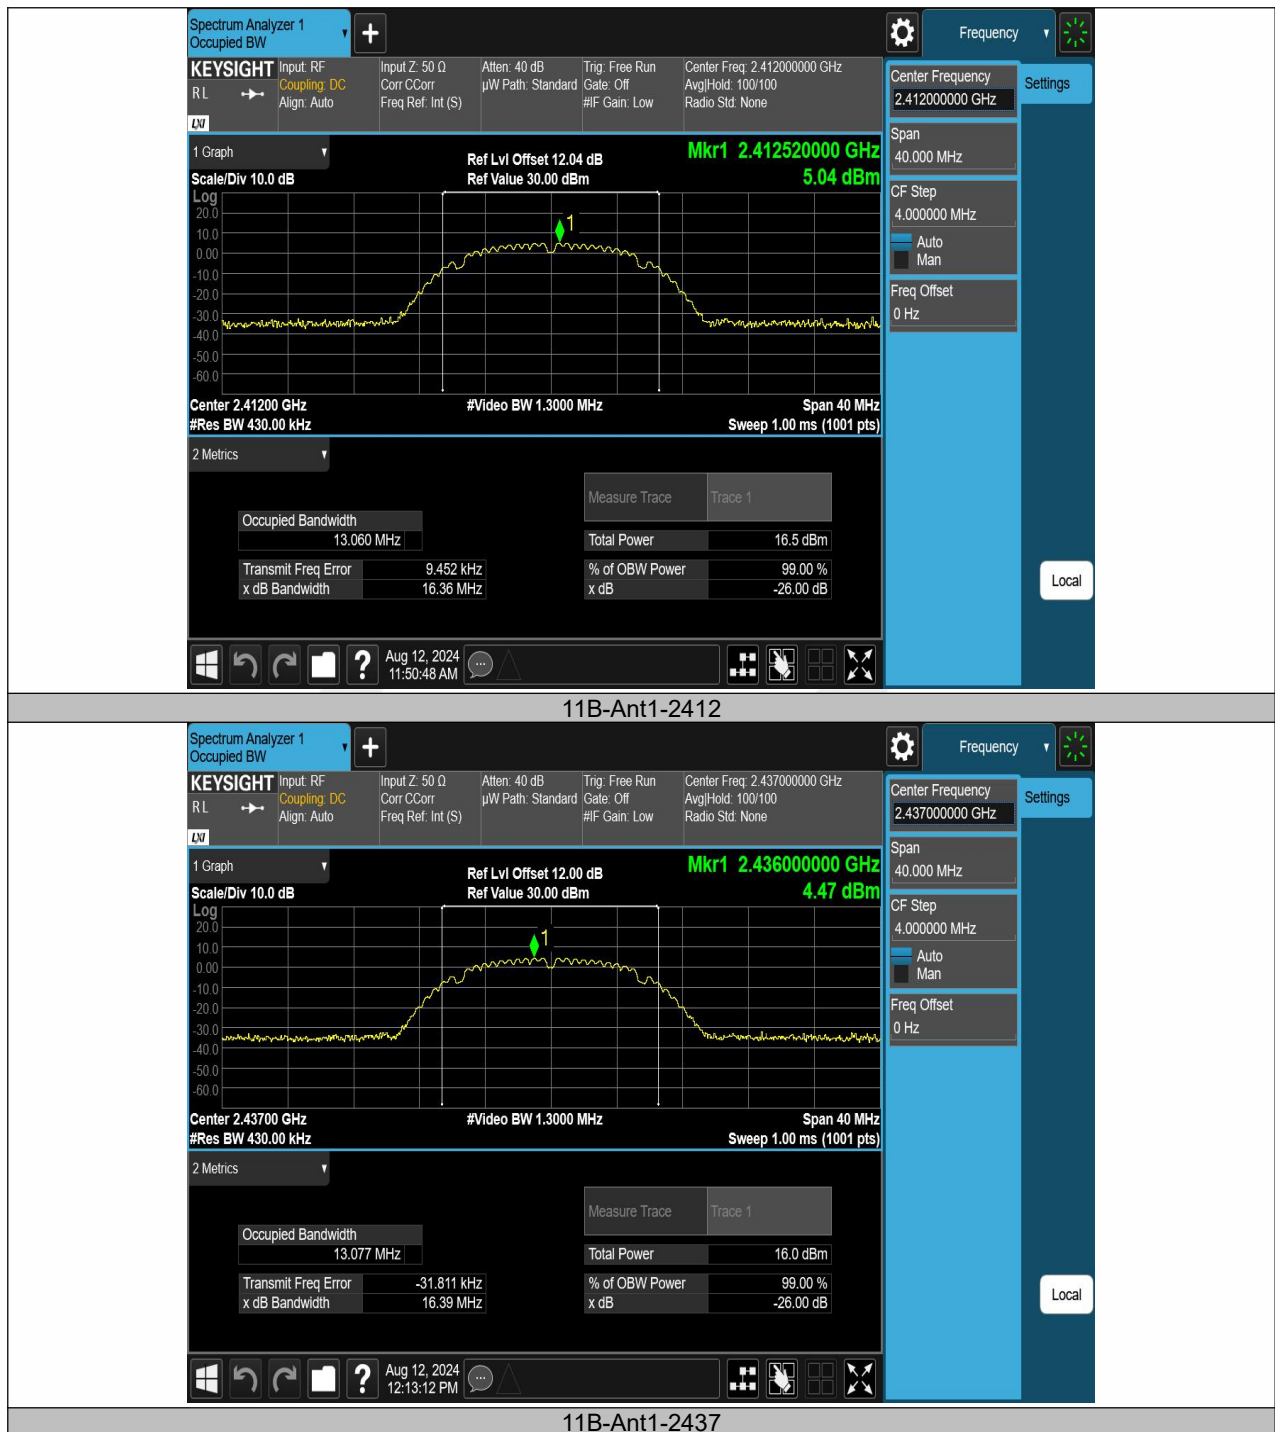 Spectrum Analyzer 1
Occupied BW
+
Frequency
KEYSIGHT
R L
LXI
Input: RF
Coupling: DC
Align: Auto
Input Z: 50 Ω
Corr CCorr
Freq Ref: Int (S)
Atten: 40 dB
µW Path: Standard
Trig: Free Run
Gate: Off
#IF Gain: Low
Center Freq: 2.412000000 GHz
Avg|Hold: 100/100
Radio Std: None
Center Frequency
2.412000000 GHz
Settings
Span
40.000 MHz
CF Step
4.000000 MHz
Auto
Man
Freq Offset
0 Hz
Local
1 Graph
Scale/Div 10.0 dB
Ref Lvl Offset 12.04 dB
Ref Value 30.00 dBm
Mkr1 2.412520000 GHz
5.04 dBm
Log
20.0
10.0
0.00
-10.0
-20.0
-30.0
-40.0
-50.0
-60.0
1
Center 2.41200 GHz
#Res BW 430.00 kHz
#Video BW 1.3000 MHz
Span 40 MHz
Sweep 1.00 ms (1001 pts)
2 Metrics
Measure Trace Trace 1
Occupied Bandwidth
13.060 MHz
Total Power 16.5 dBm
Transmit Freq Error 9.452 kHz
% of OBW Power 99.00 %
x dB Bandwidth 16.36 MHz
x dB -26.00 dB
?
Aug 12, 2024
11:50:48 AM
11B-Ant1-2412
Spectrum Analyzer 1
Occupied BW
+
Frequency
KEYSIGHT
R L
LXI
Input: RF
Coupling: DC
Align: Auto
Input Z: 50 Ω
Corr CCorr
Freq Ref: Int (S)
Atten: 40 dB
µW Path: Standard
Trig: Free Run
Gate: Off
#IF Gain: Low
Center Freq: 2.437000000 GHz
Avg|Hold: 100/100
Radio Std: None
Center Frequency
2.437000000 GHz
Settings
Span
40.000 MHz
CF Step
4.000000 MHz
Auto
Man
Freq Offset
0 Hz
Local
1 Graph
Scale/Div 10.0 dB
Ref Lvl Offset 12.00 dB
Ref Value 30.00 dBm
Mkr1 2.436000000 GHz
4.47 dBm
Log
20.0
10.0
0.00
-10.0
-20.0
-30.0
-40.0
-50.0
-60.0
1
Center 2.43700 GHz
#Res BW 430.00 kHz
#Video BW 1.3000 MHz
Span 40 MHz
Sweep 1.00 ms (1001 pts)
2 Metrics
Measure Trace Trace 1
Occupied Bandwidth
13.077 MHz
Total Power 16.0 dBm
Transmit Freq Error -31.811 kHz
% of OBW Power 99.00 %
x dB Bandwidth 16.39 MHz
x dB -26.00 dB
?
Aug 12, 2024
12:13:12 PM
11B-Ant1-2437